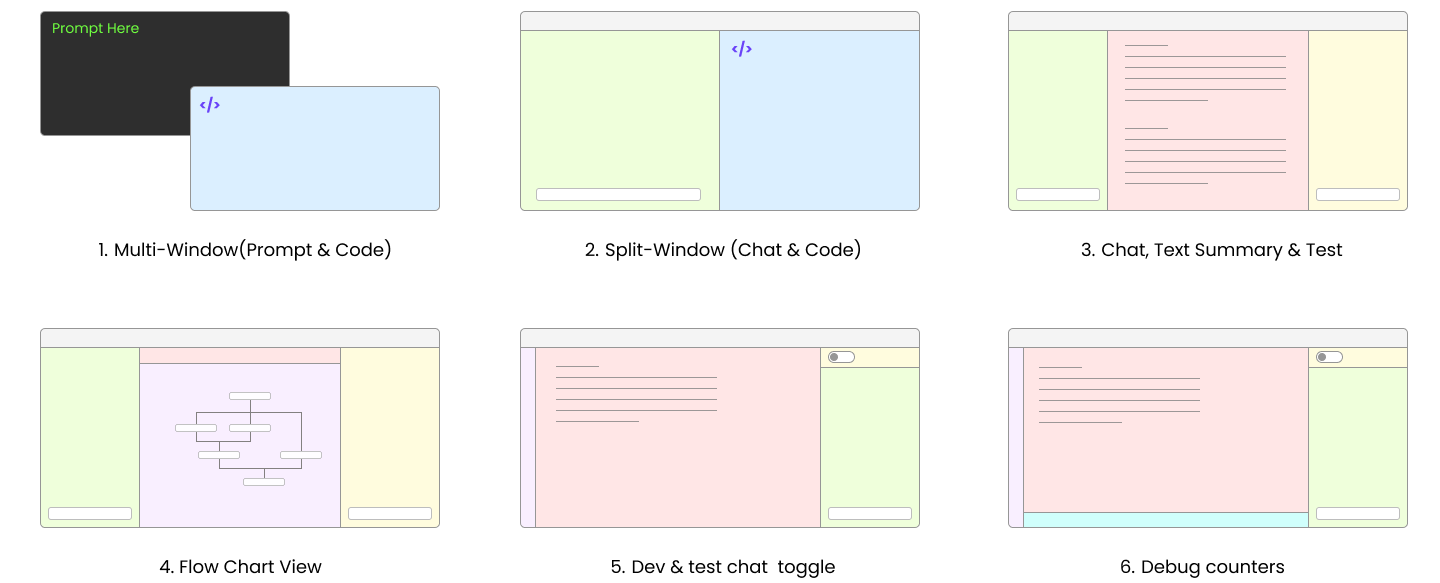 Prompt Here
</>
</>
1. Multi-Window(Prompt & Code)
2. Split-Window (Chat & Code)
3. Chat, Text Summary & Test
4. Flow Chart View
5. Dev & test chat  toggle
6. Debug counters